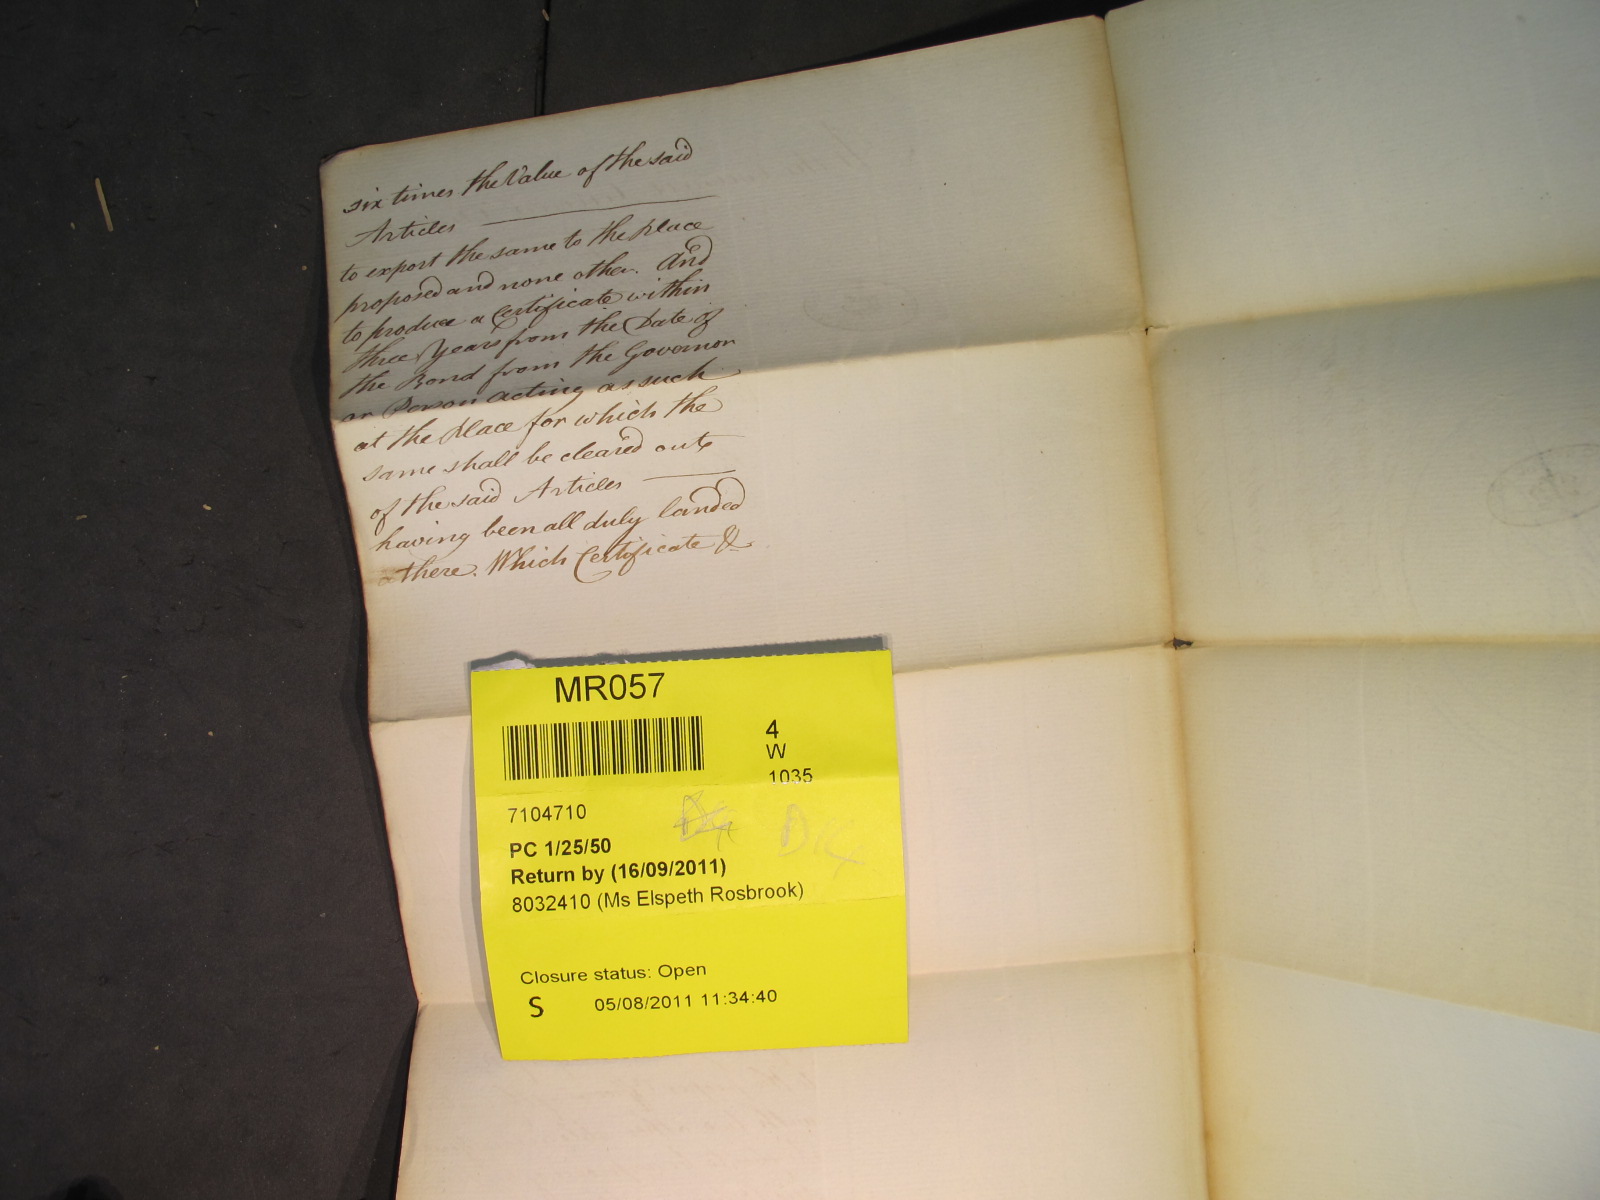 six times the Value of the said
Articles
to export the same to the place
proposed and none other. And
to produce a Certificate within
three Years from the Date of
the Bond from the Governor
or Person acting as such
at the Place for which the
same shall be cleared out
of the said Articles
having been all duly landed
there. Which Certificate &
MR057
4
W
1035
7104710
PC 1/25/50
Return by (16/09/2011)
8032410 (Ms Elspeth Rosbrook)
Closure status: Open
S 05/08/2011 11:34:40